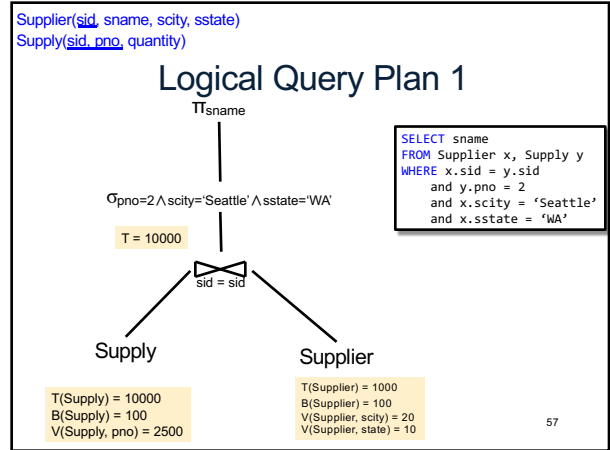 Supplier(sid, sname, scity, sstate)
Supply(sid, pno, quantity)
Logical Query Plan 1
πsname
SELECT sname
FROM Supplier x, Supply y
WHERE x.sid = y.sid
and y.pno = 2
and x.scity = ‘Seattle’
and x.sstate = ‘WA’
σpno=2∧scity=‘Seattle’∧sstate=‘WA’
T = 10000
sid = sid
Supply
Supplier
T(Supply) = 10000
B(Supply) = 100
V(Supply, pno) = 2500
T(Supplier) = 1000
B(Supplier) = 100
V(Supplier, scity) = 20
V(Supplier, state) = 10
57